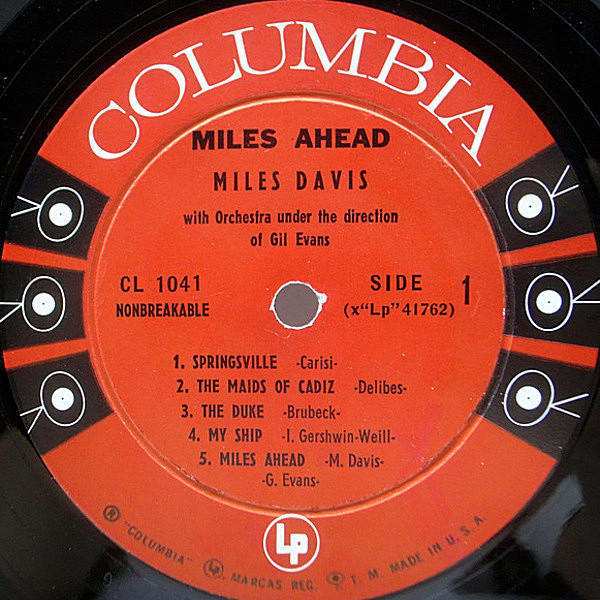 COLUMBIA
MILES AHEAD
MILES DAVIS
with Orchestra under the direction
of Gil Evans
CL 1041
NONBREAKABLE
SIDE 1
(x“Lp”41762)
1. SPRINGSVILLE -Carisi-
2. THE MAIDS OF CADIZ -Delibes-
3. THE DUKE -Brubeck-
4. MY SHIP -I. Gershwin-Weill-
5. MILES AHEAD -M. Davis-
-G. Evans-
Lp
® "COLUMBIA" Lp MARCAS REG. T. M. MADE IN U. S. A.